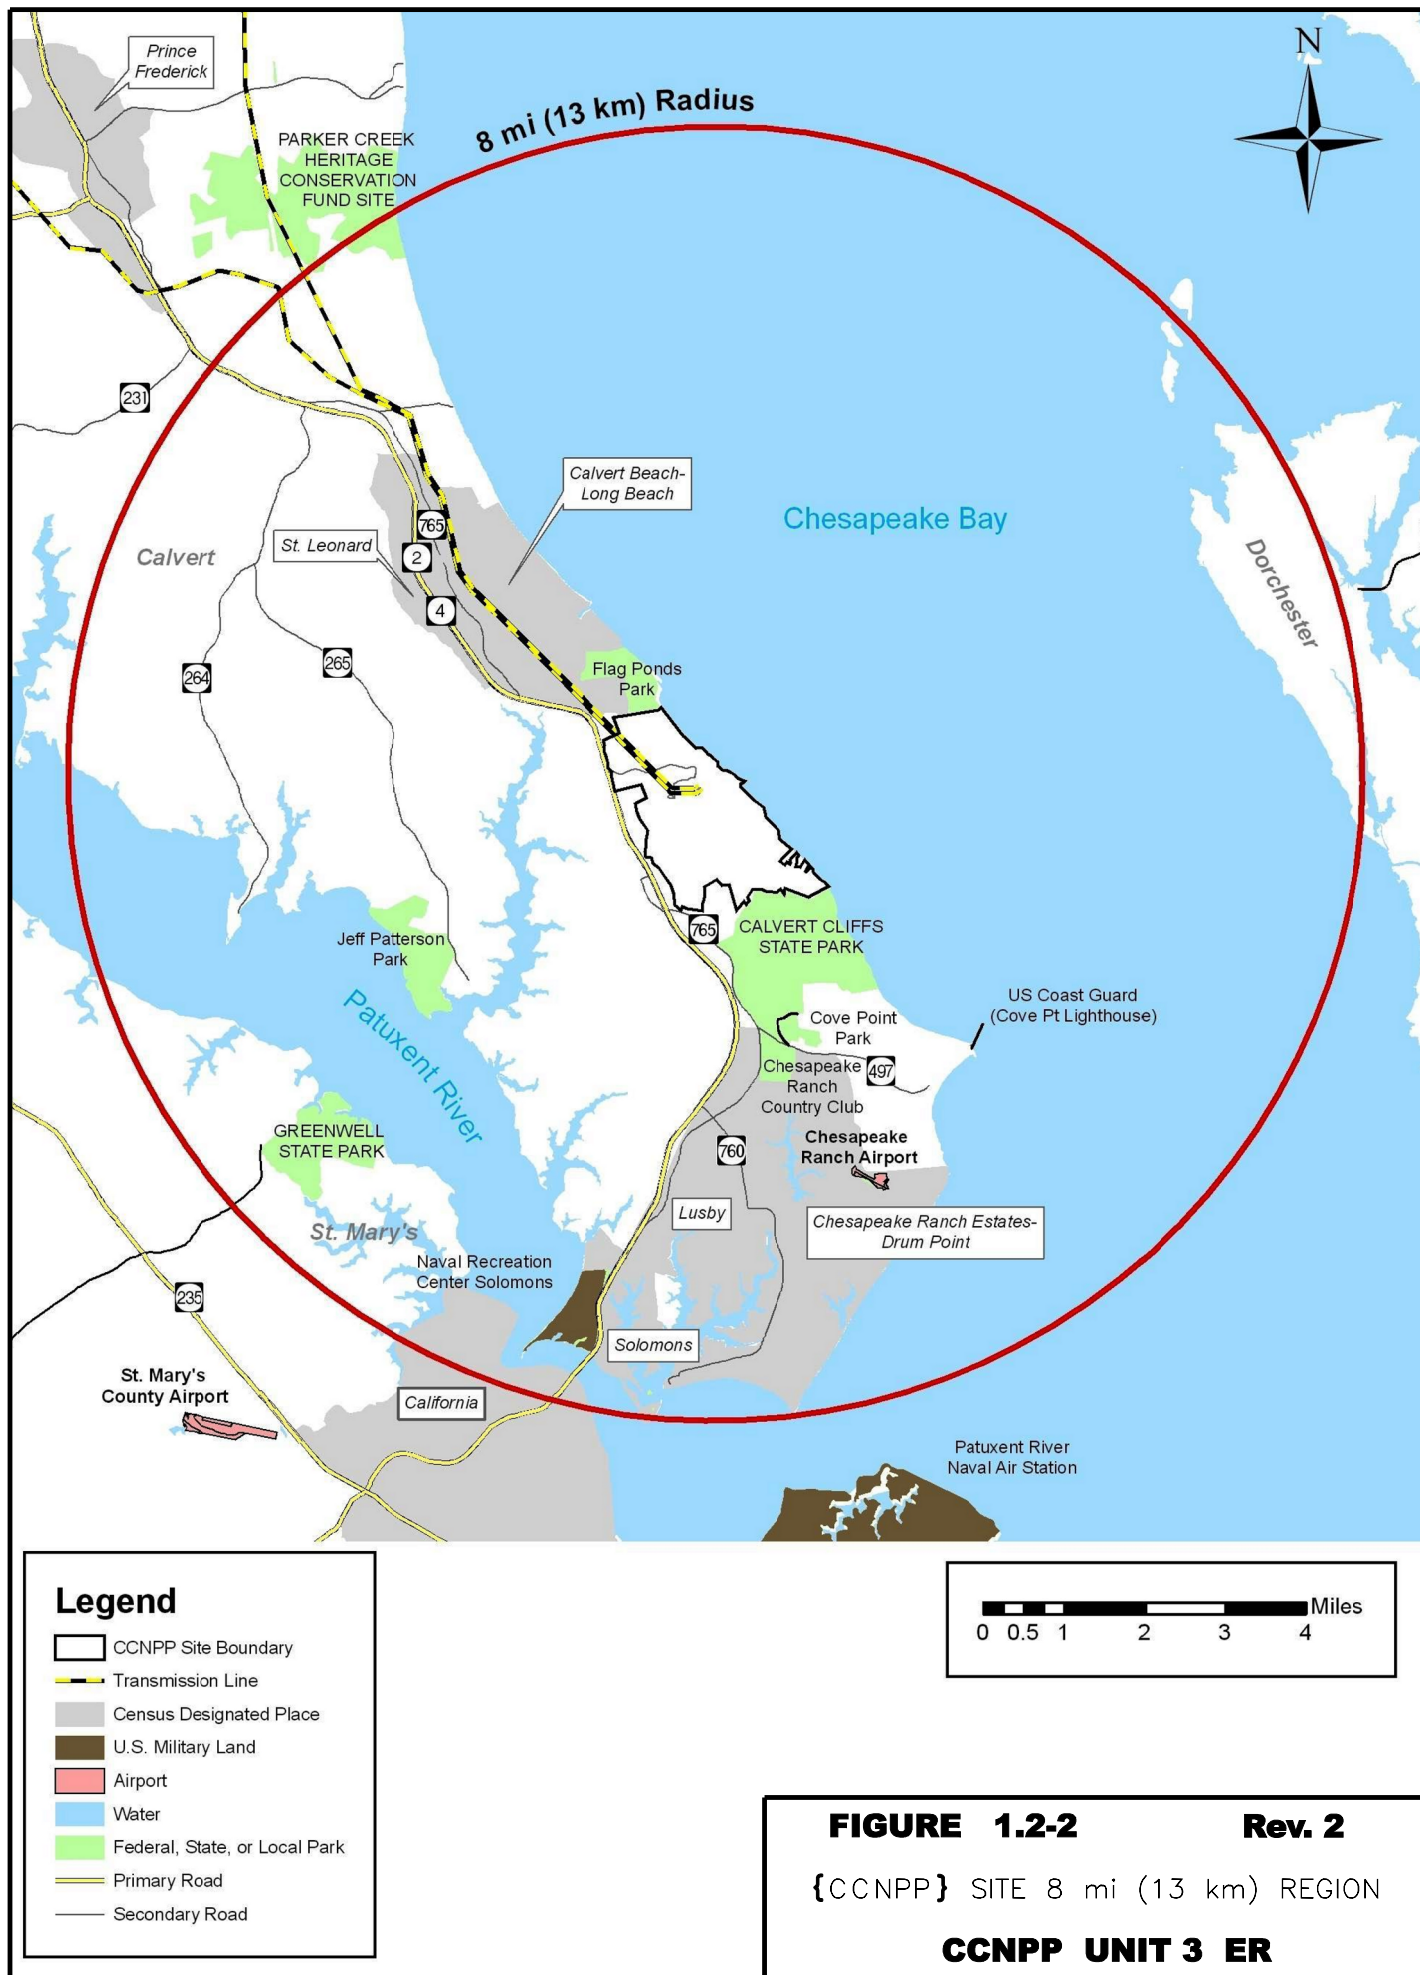 Prince
Frederick
N
8 mi (13 km) Radius
PARKER CREEK
HERITAGE
CONSERVATION
FUND SITE
231
Calvert Beach-
Long Beach
Chesapeake Bay
765
St. Leonard
2
Calvert
Dorchester
4
265
264
Flag Ponds
Park
765
CALVERT CLIFFS
STATE PARK
Jeff Patterson
Park
US Coast Guard
(Cove Pt Lighthouse)
Patuxent River
Cove Point
Park
497
Chesapeake
Ranch
Country Club
GREENWELL
STATE PARK
Chesapeake
Ranch Airport
760
Lusby
Chesapeake Ranch Estates-
Drum Point
St. Mary's
Naval Recreation
Center Solomons
235
Solomons
St. Mary's
County Airport
California
Patuxent River
Naval Air Station
Legend
CCNPP Site Boundary
Transmission Line
Census Designated Place
U.S. Military Land
Airport
Water
Federal, State, or Local Park
Primary Road
Secondary Road
Miles
0 0.5 1 2 3 4
FIGURE 1.2-2 Rev. 2
{CCNPP} SITE 8 mi (13 km) REGION
CCNPP UNIT 3 ER